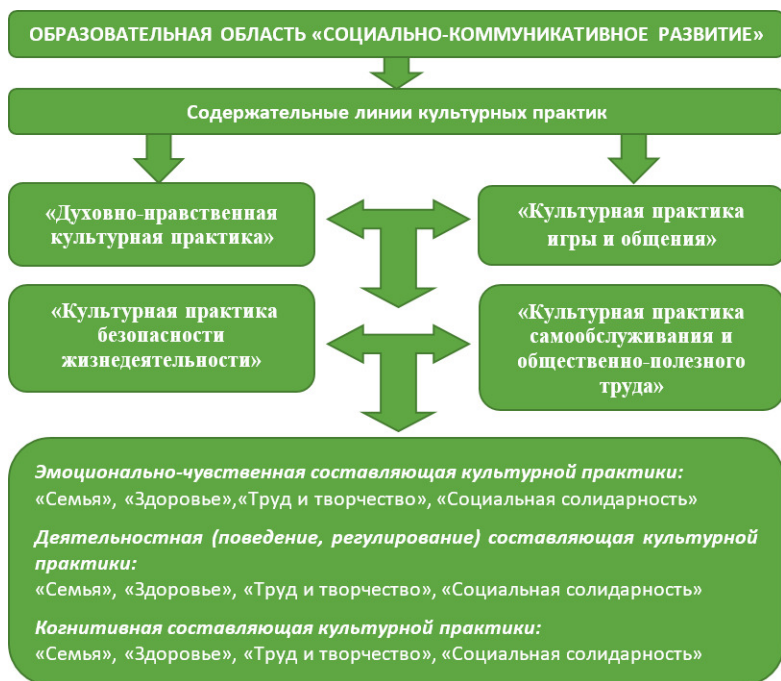 ОБРАЗОВАТЕЛЬНАЯ ОБЛАСТЬ «СОЦИАЛЬНО-КОММУНИКАТИВНОЕ РАЗВИТИЕ»
Содержательные линии культурных практик
«Духовно-нравственная
культурная практика»
«Культурная практика
игры и общения»
«Культурная практика
безопасности
жизнедеятельности»
«Культурная практика
самообслуживания и
общественно-полезного
труда»
Эмоционально-чувственная составляющая культурной практики:
«Семья», «Здоровье»,«Труд и творчество», «Социальная солидарность»
Деятельностная (поведение, регулирование) составляющая культурной
практики:
«Семья», «Здоровье», «Труд и творчество», «Социальная солидарность»
Когнитивная составляющая культурной практики:
«Семья», «Здоровье», «Труд и творчество», «Социальная солидарность»